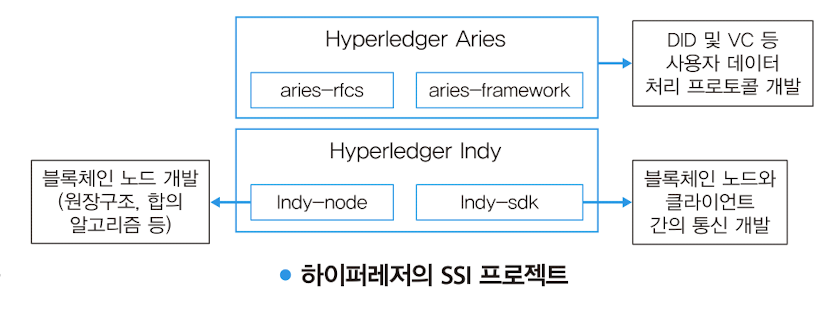 Hyperledger Aries
aries-rfcs
aries-framework
DID 및 VC 등
사용자 데이터
처리 프로토콜 개발
Hyperledger Indy
Indy-node
Indy-sdk
블록체인 노드 개발
(원장구조, 합의
알고리즘 등)
블록체인 노드와
클라이언트
간의 통신 개발
• 하이퍼레저의 SSI 프로젝트